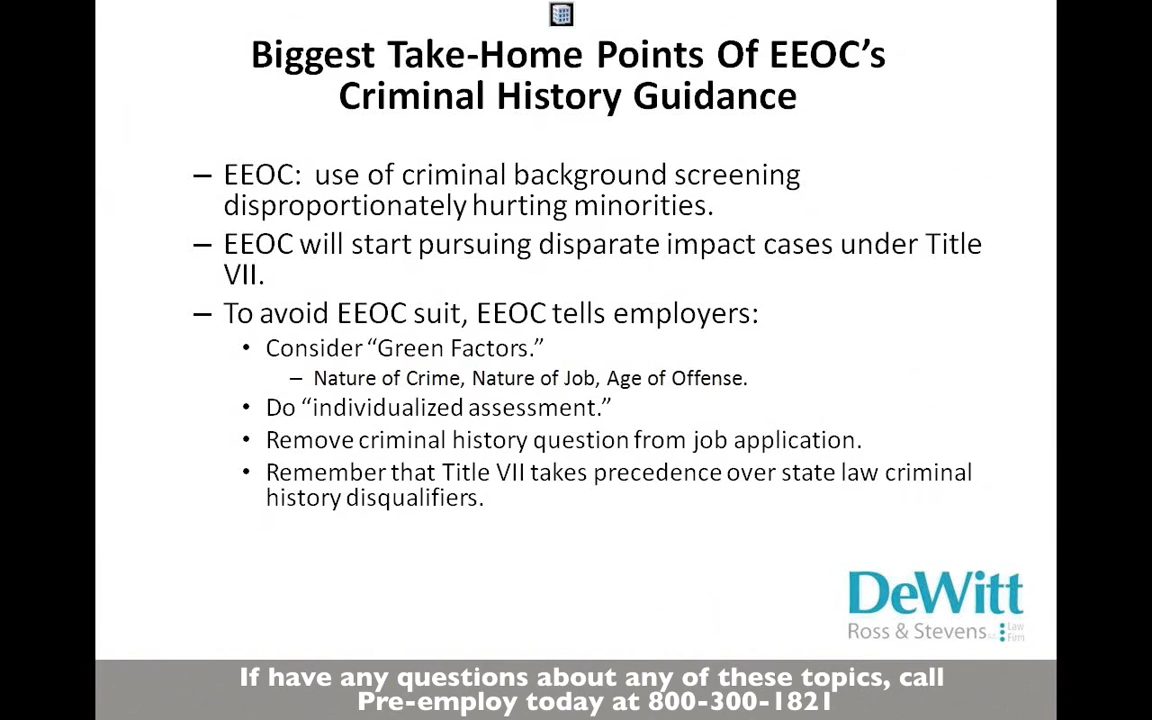 Biggest Take-Home Points Of EEOC’s
Criminal History Guidance
– EEOC: use of criminal background screening
disproportionately hurting minorities.
– EEOC will start pursuing disparate impact cases under Title
VII.
– To avoid EEOC suit, EEOC tells employers:
• Consider “Green Factors.”
– Nature of Crime, Nature of Job, Age of Offense.
• Do “individualized assessment.”
• Remove criminal history question from job application.
• Remember that Title VII takes precedence over state law criminal
history disqualifiers.
DeWitt
Ross & Stevens
Law
Firm
If have any questions about any of these topics, call
Pre-employ today at 800-300-1821